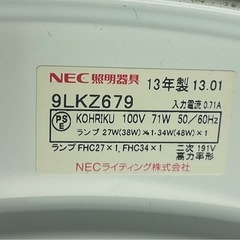 NEC 照明器具 13年製 13.01
9LKZ679 入力電流 0.71A
PSE KOHRIKU 100V 71W 50/60Hz
ランプ 27W(38W)×1・34W(48W)×1
ランプ FHC27×1, FHC34×1 二次 191V
高力率形
NECライティング株式会社